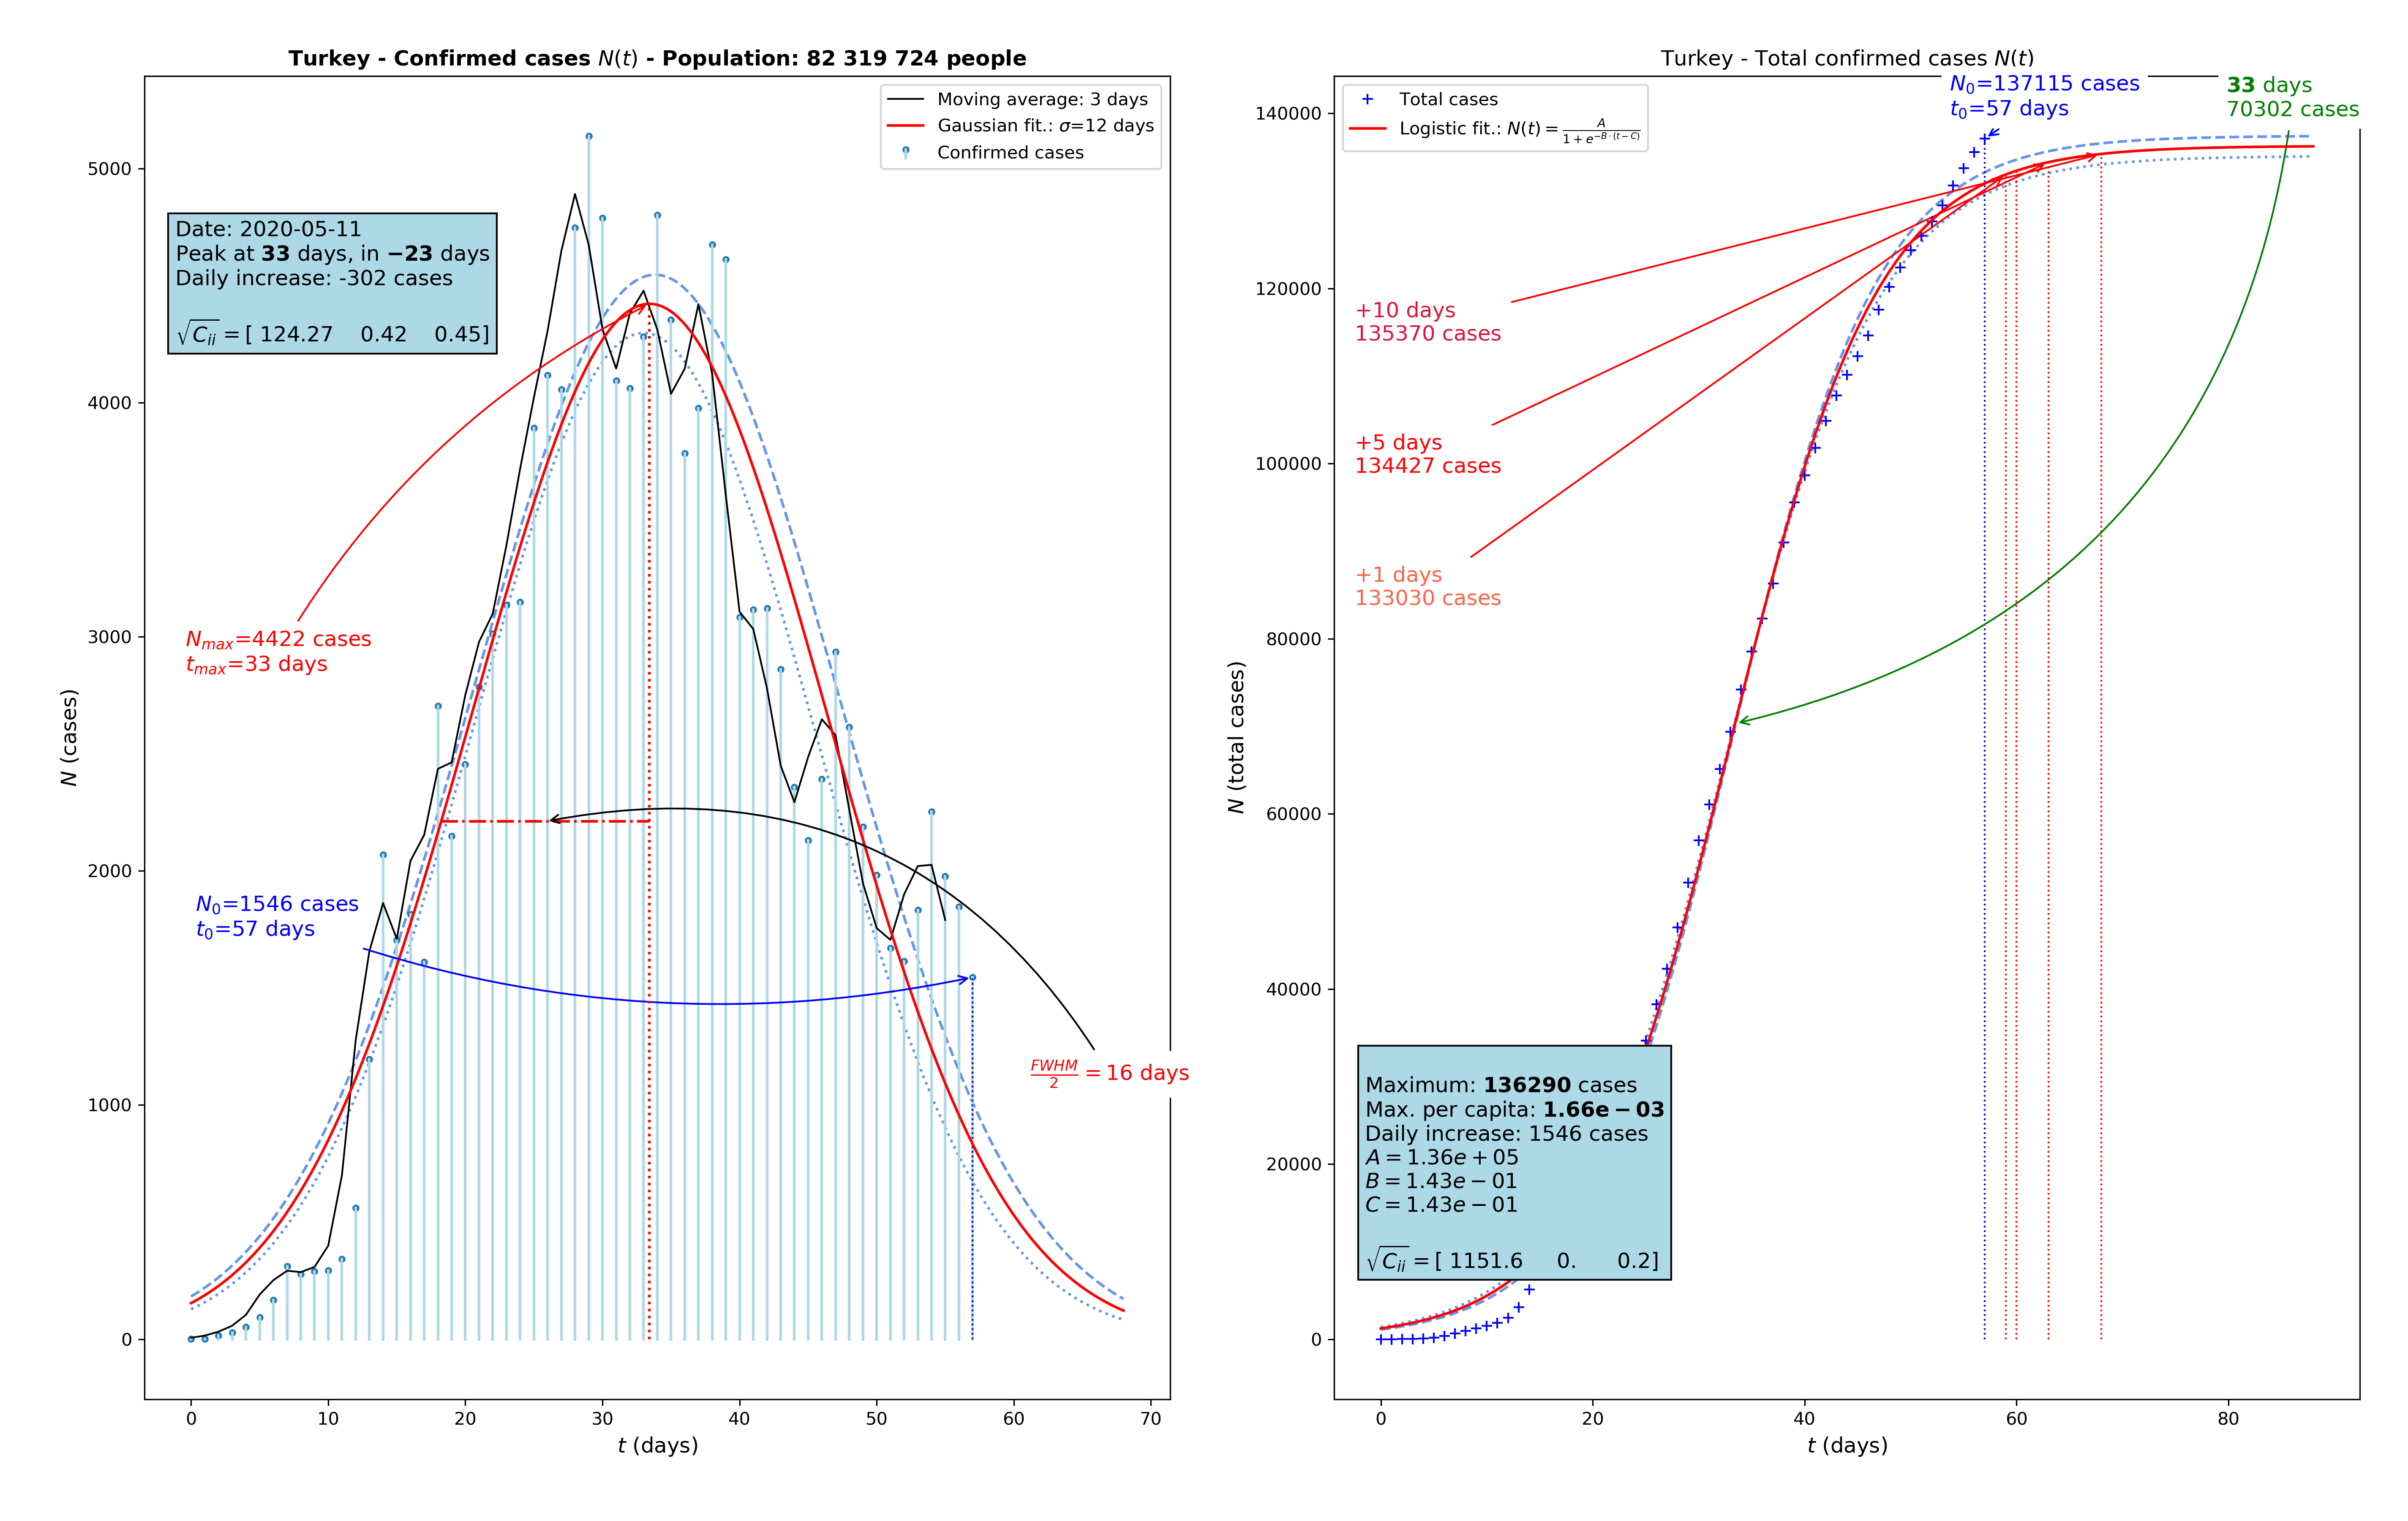 Turkey - Confirmed cases N(t) - Population: 82 319 724 people
Moving average: 3 days
Gaussian fit.: σ=12 days
Confirmed cases
Date: 2020-05-11
Peak at 33 days, in −23 days
Daily increase: -302 cases
√C_ii = [ 124.27 0.42 0.45]
N_max=4422 cases
t_max=33 days
N_0=1546 cases
t_0=57 days
FWHM/2 = 16 days
N (cases)
5000
4000
3000
2000
1000
0
0 10 20 30 40 50 60 70
t (days)
Turkey - Total confirmed cases N(t)
N_0=137115 cases
t_0=57 days
33 days
70302 cases
Total cases
Logistic fit.: N(t) = A/(1+e^{−B·(t−C)})
+10 days
135370 cases
+5 days
134427 cases
+1 days
133030 cases
Maximum: 136290 cases
Max. per capita: 1.66e − 03
Daily increase: 1546 cases
A = 1.36e + 05
B = 1.43e − 01
C = 1.43e − 01
√C_ii = [ 1151.6 0. 0.2]
N (total cases)
140000
120000
100000
80000
60000
40000
20000
0
0 20 40 60 80
t (days)